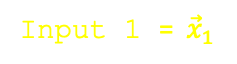 Input 1 = x⃗₁